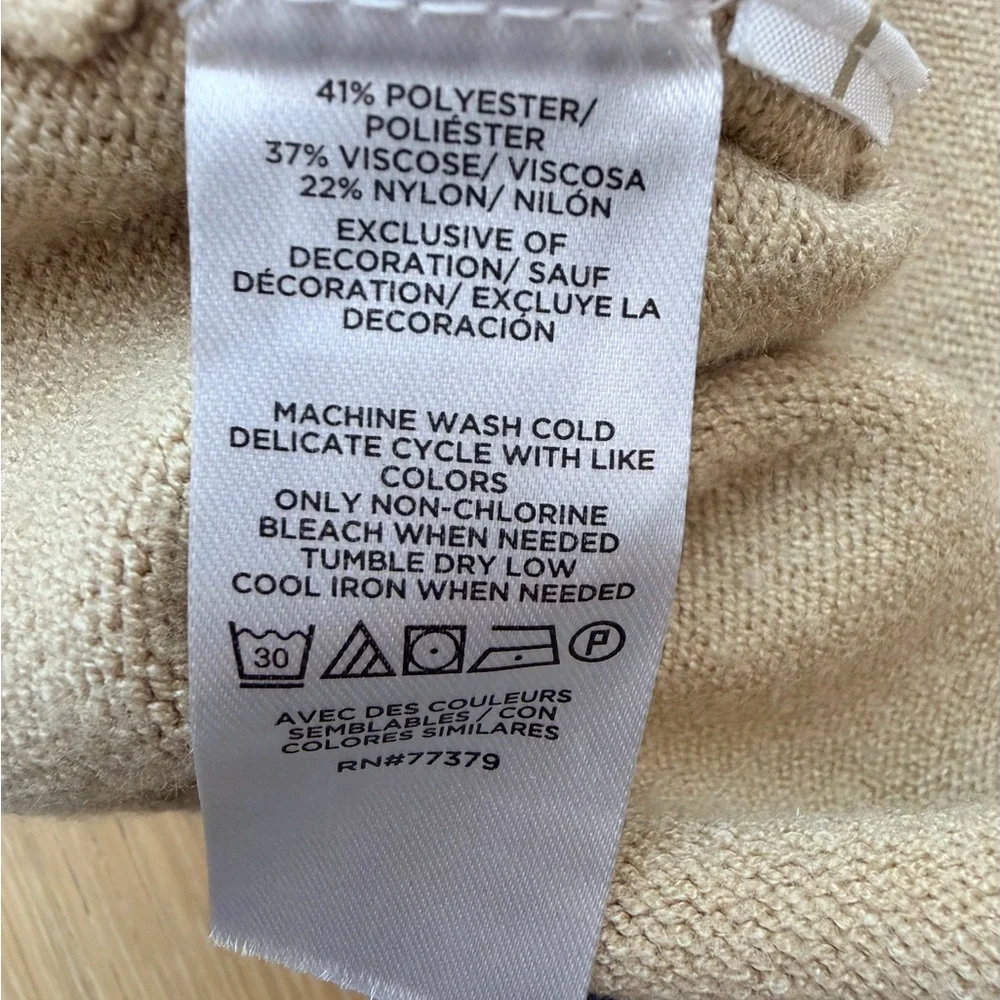 41% POLYESTER/
POLIÉSTER
37% VISCOSE/ VISCOSA
22% NYLON/ NILÓN
EXCLUSIVE OF
DECORATION/ SAUF
DÉCORATION/ EXCLUYE LA
DECORACIÓN
MACHINE WASH COLD
DELICATE CYCLE WITH LIKE
COLORS
ONLY NON-CHLORINE
BLEACH WHEN NEEDED
TUMBLE DRY LOW
COOL IRON WHEN NEEDED
30 P
AVEC DES COULEURS
SEMBLABLES/ CON
COLORES SIMILARES
RN#77379